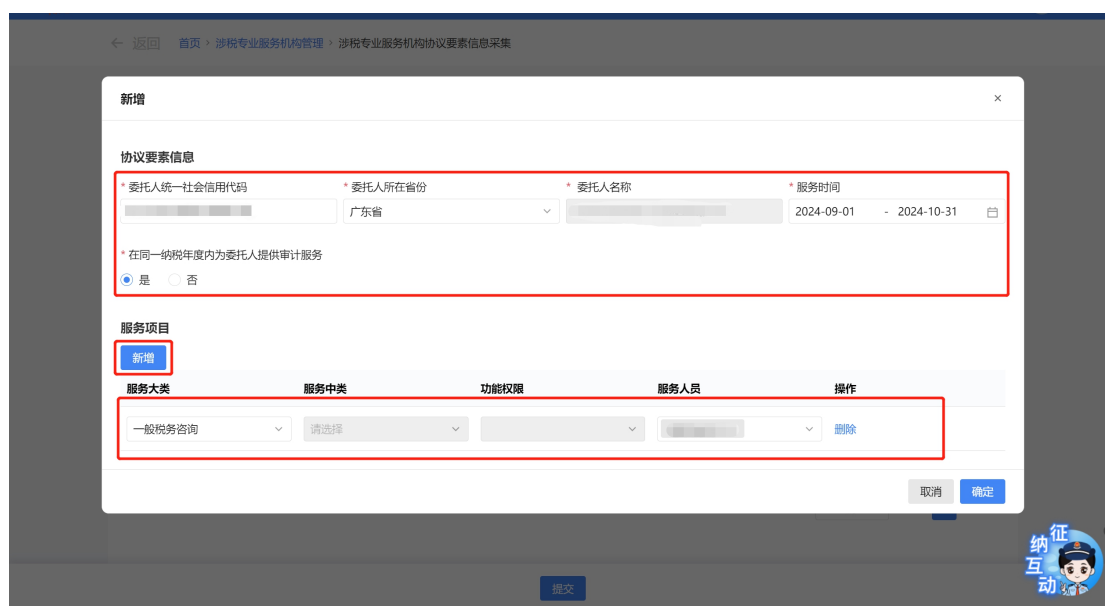 ← 返回 首页 > 涉税专业服务机构管理 > 涉税专业服务机构协议要素信息采集
新增 ×
协议要素信息
* 委托人统一社会信用代码 * 委托人所在省份 * 委托人名称 * 服务时间
广东省 2024-09-01 - 2024-10-31
* 在同一纳税年度内为委托人提供审计服务
是 否
服务项目
新增
服务大类 服务中类 功能权限 服务人员 操作
一般税务咨询 请选择 删除
取消 确定
征纳互动
提交